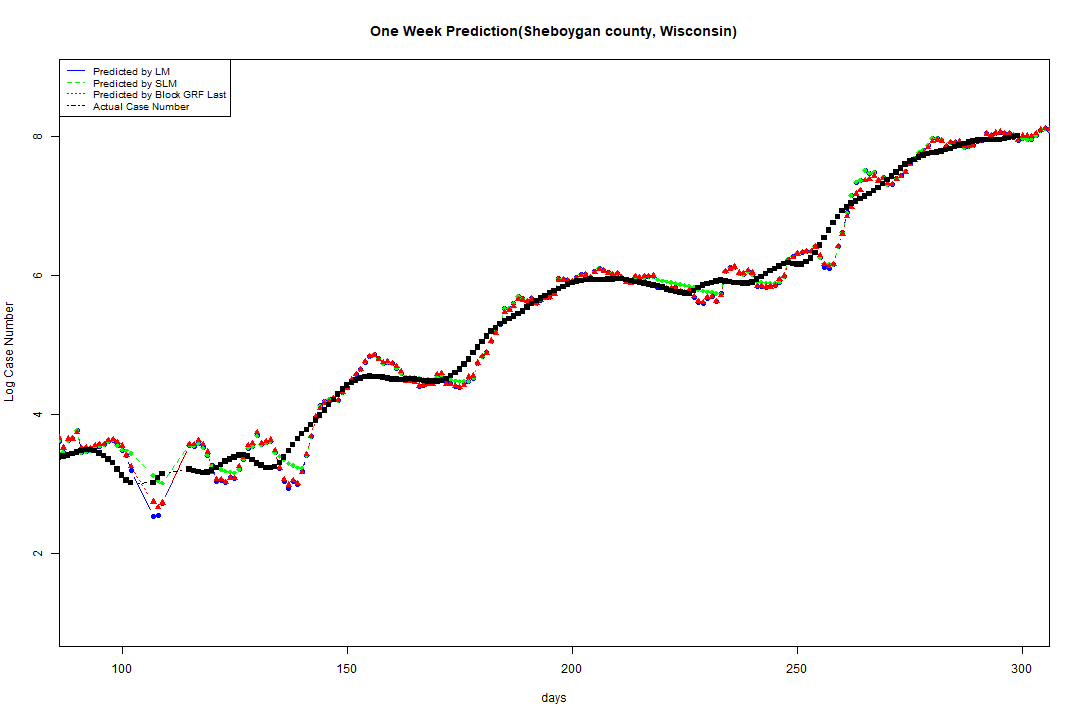 One Week Prediction(Sheboygan county, Wisconsin)
Predicted by LM
Predicted by SLM
Predicted by Block GRF Last
Actual Case Number
8
6
4
2
Log Case Number
100 150 200 250 300
days